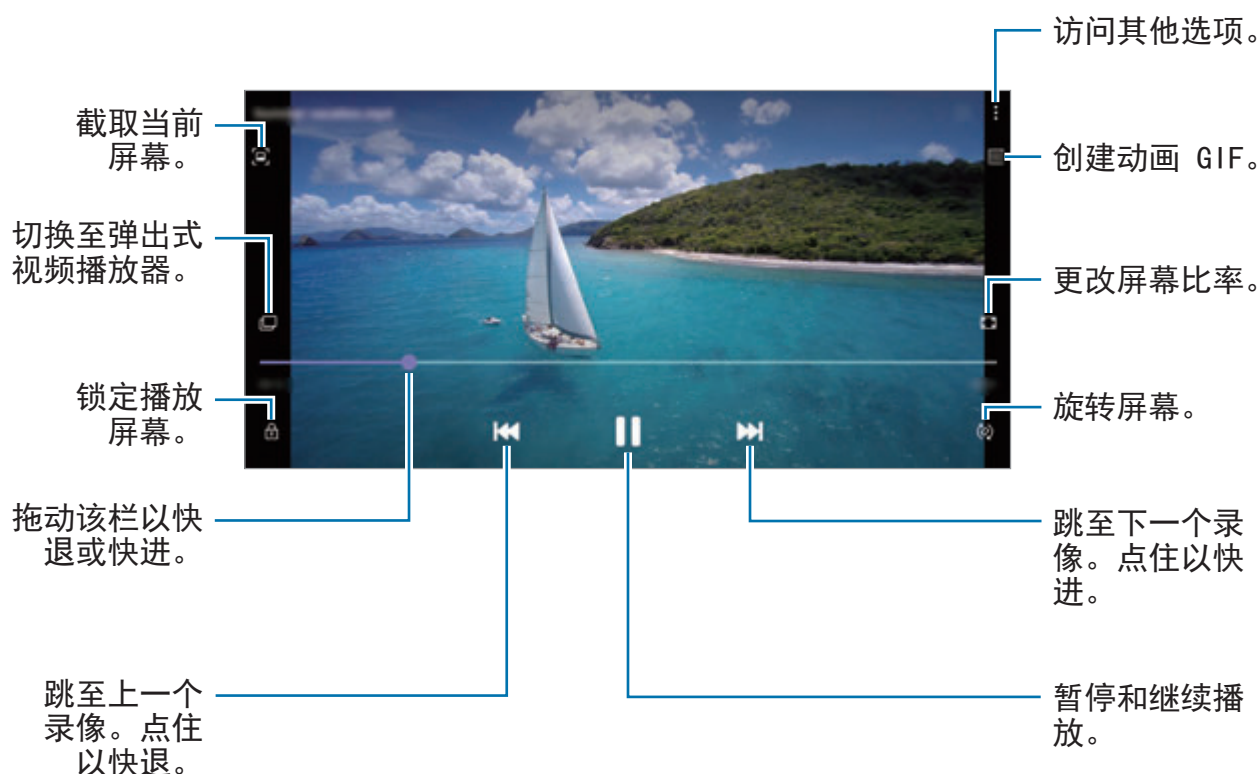 访问其他选项。
截取当前
屏幕。
创建动画 GIF。
切换至弹出式
视频播放器。
更改屏幕比率。
锁定播放
屏幕。
旋转屏幕。
拖动该栏以快
退或快进。
跳至下一个录
像。点住以快
进。
跳至上一个
录像。点住
以快退。
暂停和继续播
放。